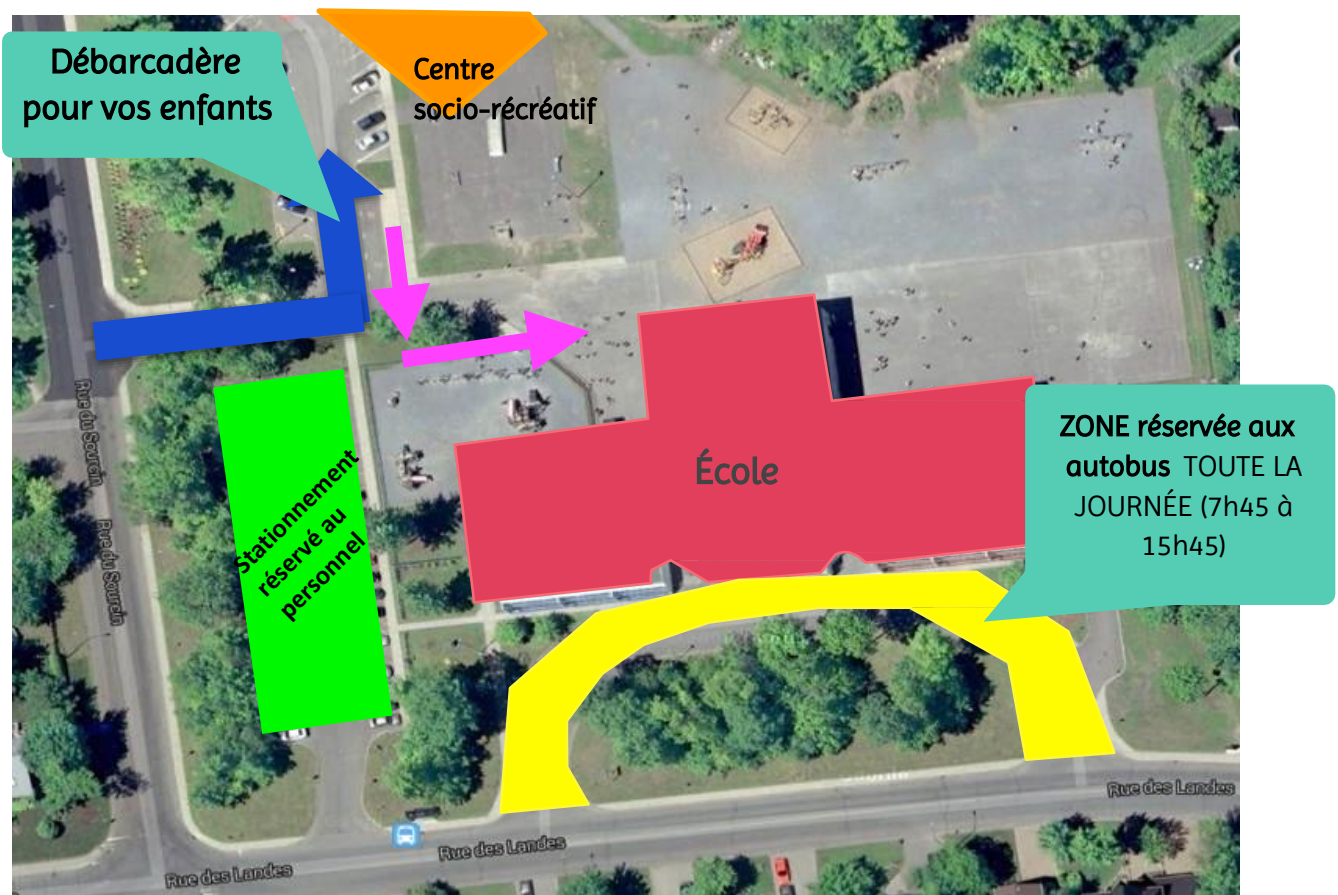 Débarcadère
pour vos enfants
Centre
socio-récréatif
École
ZONE réservée aux
autobus TOUTE LA
JOURNÉE (7h45 à
15h45)
Stationnement
réservé au
personnel
Rue du Sourcin
Rue du Sourcin
Rue des Landes
Rue des Landes
Rue des Landes